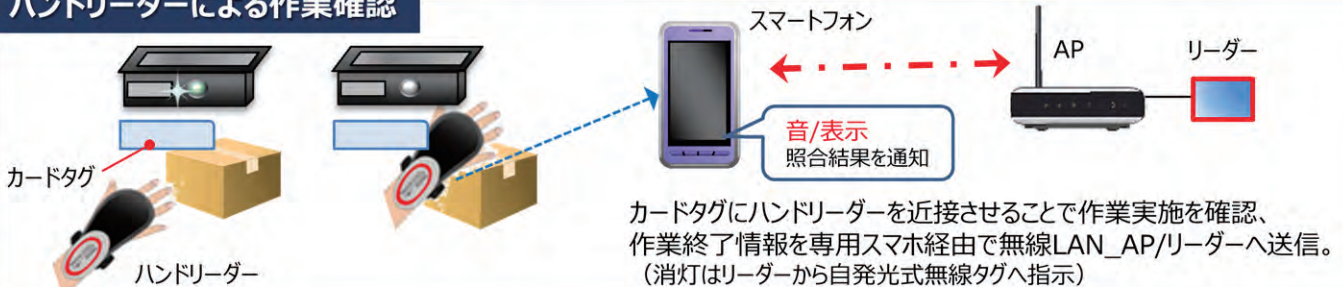 ハンドリーダーによる作業確認
スマートフォン
AP
リーダー
音/表示
照合結果を通知
カードタグ
ハンドリーダー
カードタグにハンドリーダーを近接させることで作業実施を確認、
作業終了情報を専用スマホ経由で無線LAN_AP/リーダーへ送信。
（消灯はリーダーから自発光式無線タグへ指示）